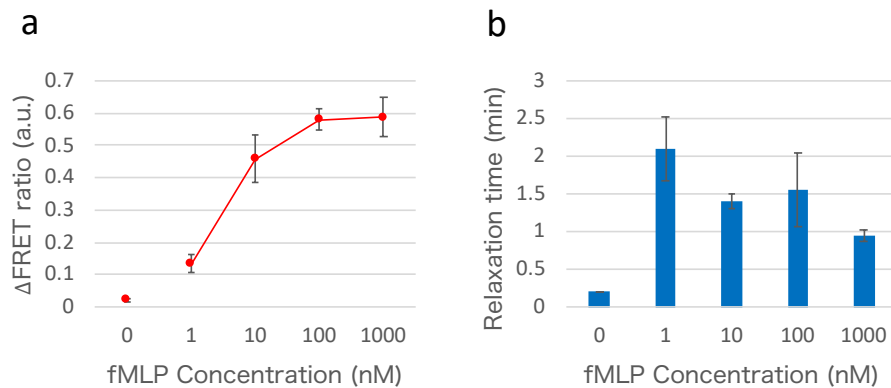 a
ΔFRET ratio (a.u.)
0.7
0.6
0.5
0.4
0.3
0.2
0.1
0
0 1 10 100 1000
fMLP Concentration (nM)
b
Relaxation time (min)
3
2.5
2
1.5
1
0.5
0
0 1 10 100 1000
fMLP Concentration (nM)